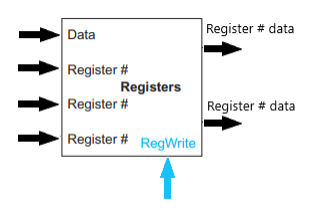 Data
Register # data
Register #
Registers
Register #
Register # data
Register #
RegWrite